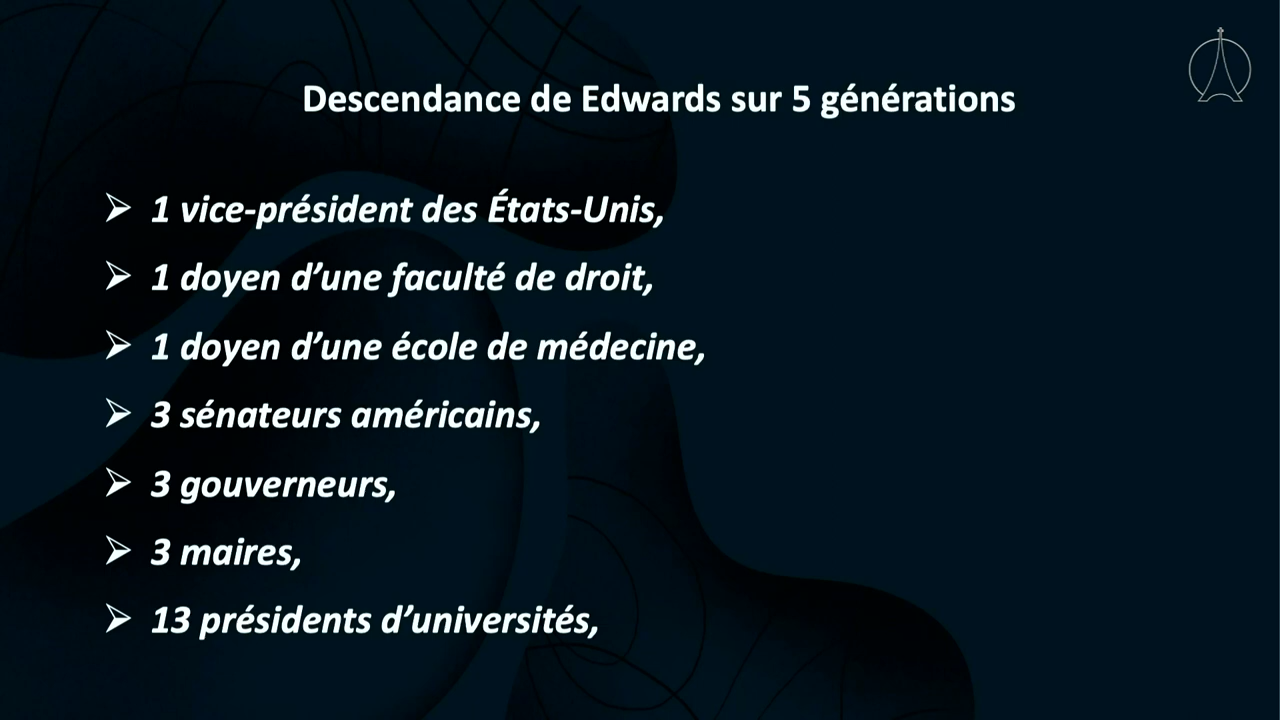 Descendance de Edwards sur 5 générations
➢ 1 vice-président des États-Unis,
➢ 1 doyen d’une faculté de droit,
➢ 1 doyen d’une école de médecine,
➢ 3 sénateurs américains,
➢ 3 gouverneurs,
➢ 3 maires,
➢ 13 présidents d’universités,